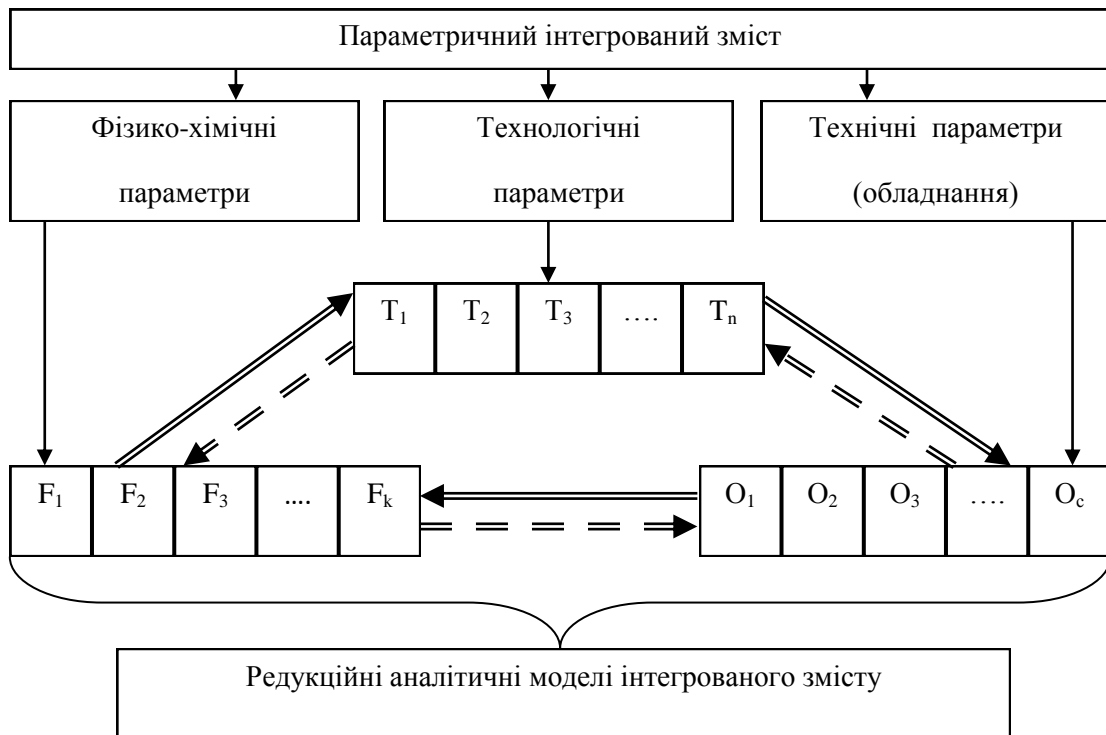 Параметричний інтегрований зміст
Фізико-хімічні
параметри
Технологічні
параметри
Технічні параметри
(обладнання)
T₁ T₂ T₃ …. Tₙ
F₁ F₂ F₃ …. Fₖ
O₁ O₂ O₃ …. O_c
Редукційні аналітичні моделі інтегрованого змісту